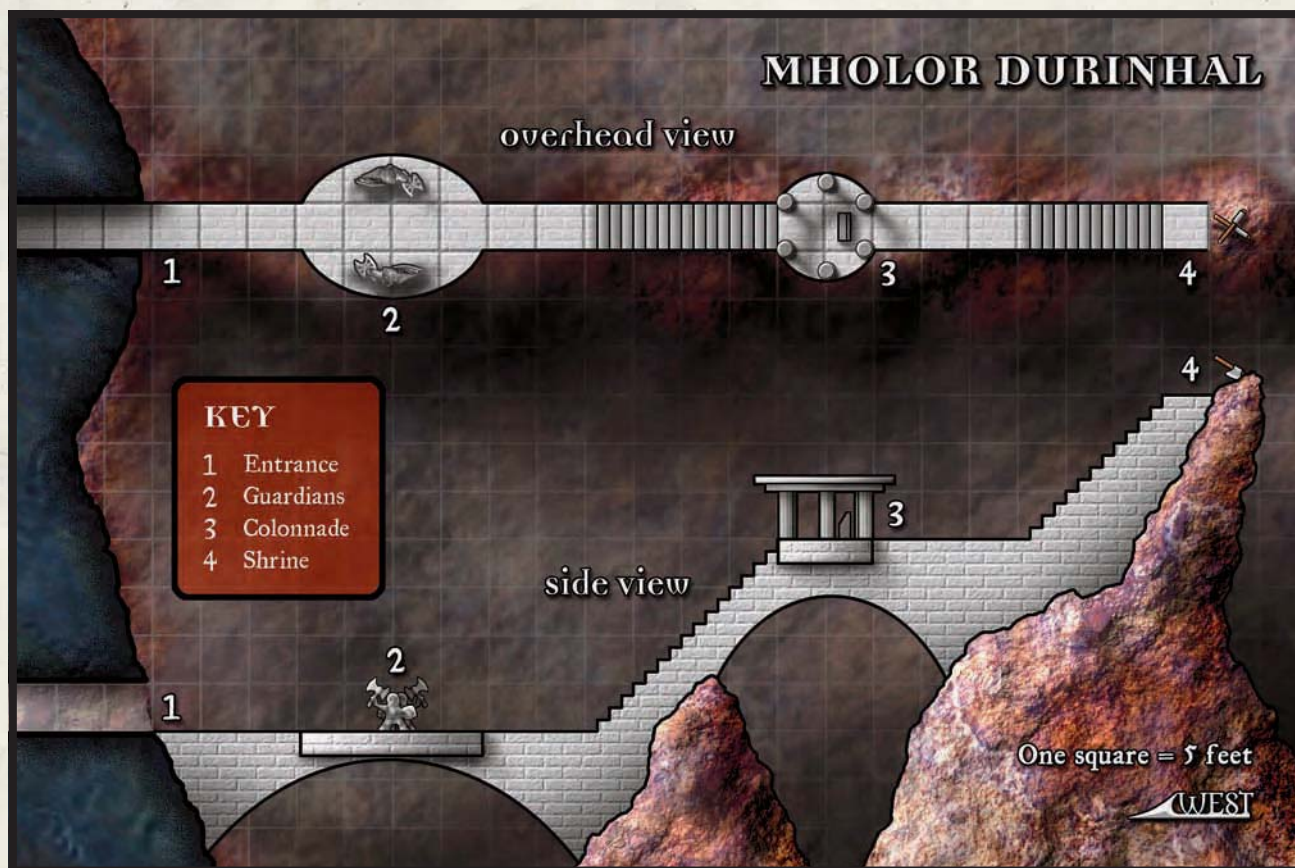 MHOLOR DURINHAL
overhead view
1
2
3
4
KEY
1 Entrance
2 Guardians
3 Colonnade
4 Shrine
4
3
side view
2
1
One square = 5 feet
WEST